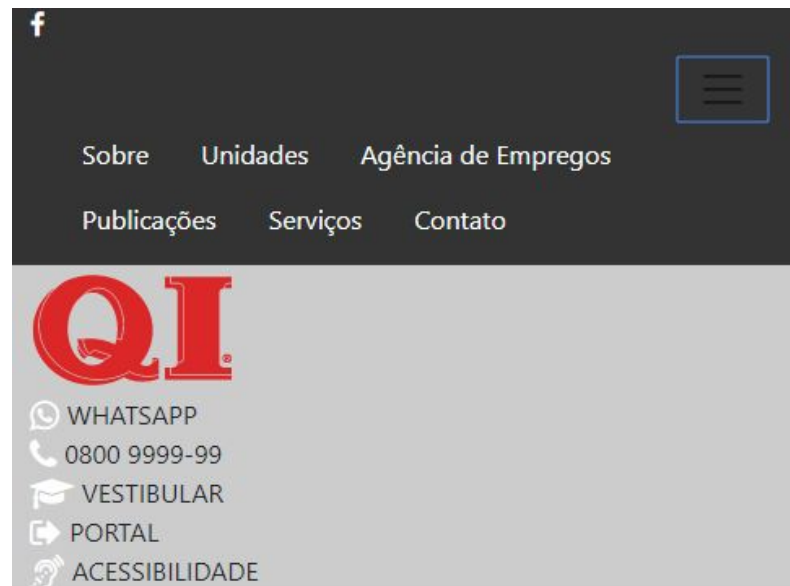 f
Sobre Unidades Agência de Empregos
Publicações Serviços Contato
QI
WHATSAPP
0800 9999-99
VESTIBULAR
PORTAL
ACESSIBILIDADE